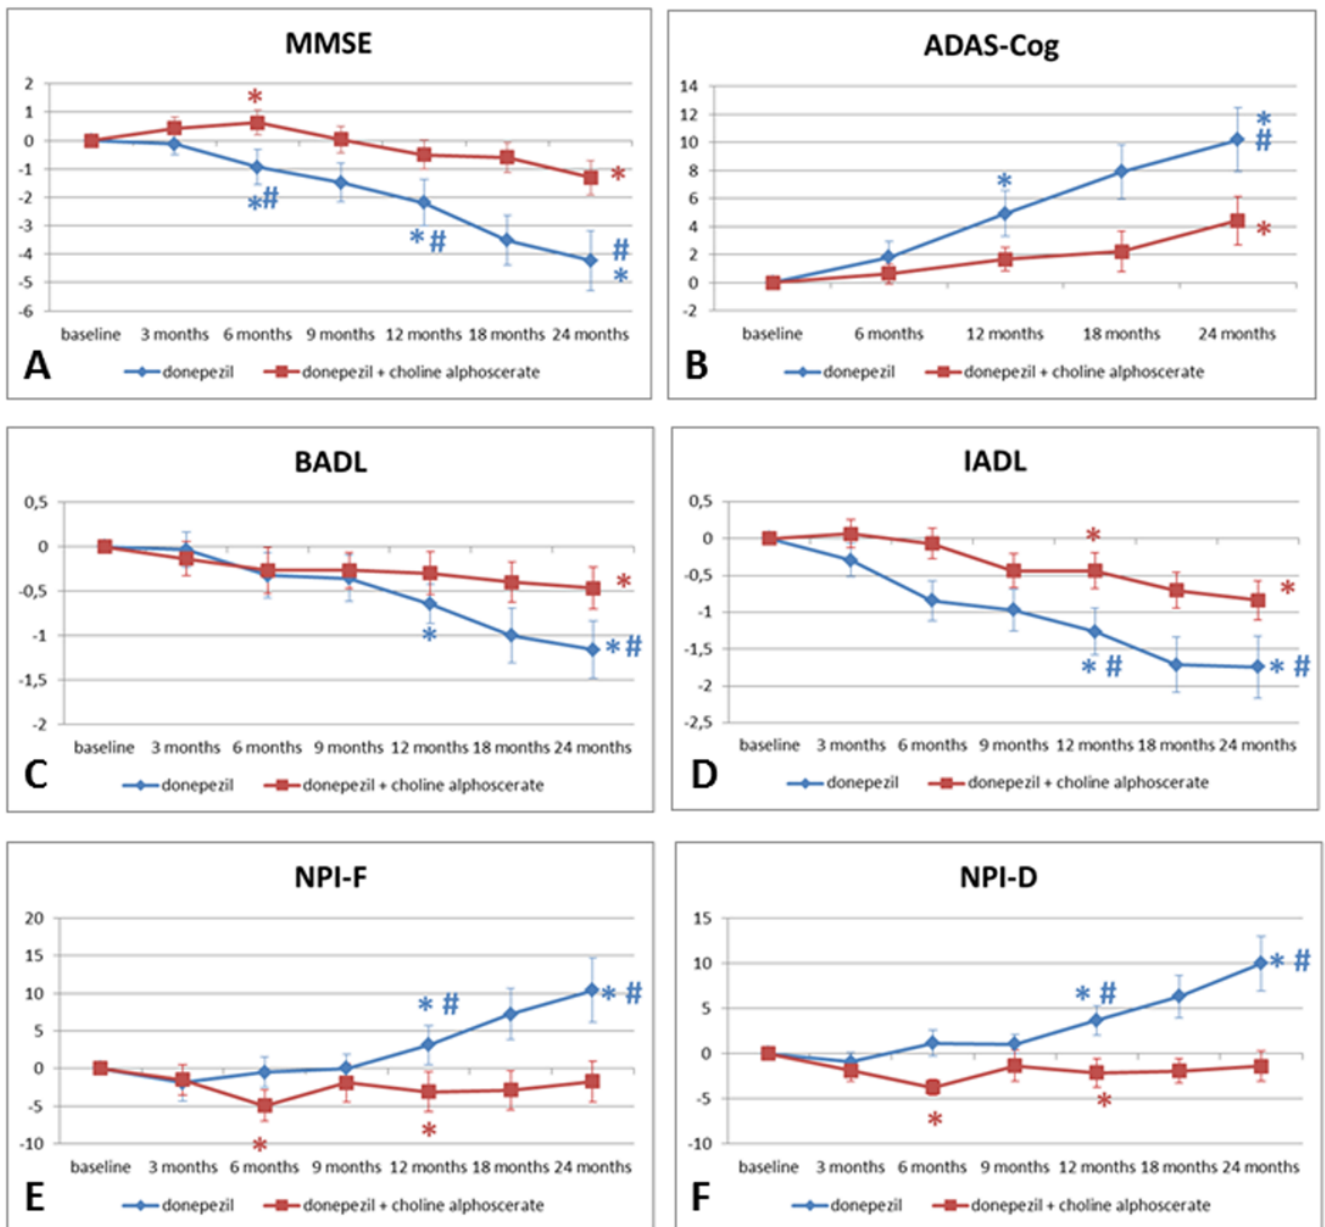 MMSE
2
1
0
-1
-2
-3
-4
-5
-6
*
*#
* #
#
*
*
baseline 3 months 6 months 9 months 12 months 18 months 24 months
A
donepezil donepezil + choline alphoscerate
ADAS-Cog
14
12
10
8
6
4
2
0
-2
*
*
#
*
baseline 6 months 12 months 18 months 24 months
B
donepezil donepezil + choline alphoscerate
BADL
0,5
0
-0,5
-1
-1,5
-2
*
*
* #
baseline 3 months 6 months 9 months 12 months 18 months 24 months
C
donepezil donepezil + choline alphoscerate
IADL
0,5
0
-0,5
-1
-1,5
-2
-2,5
*
*
* #
* #
baseline 3 months 6 months 9 months 12 months 18 months 24 months
D
donepezil donepezil + choline alphoscerate
NPI-F
20
15
10
5
0
-5
-10
* #
* #
*
*
baseline 3 months 6 months 9 months 12 months 18 months 24 months
E
donepezil donepezil + choline alphoscerate
NPI-D
15
10
5
0
-5
-10
* #
* #
*
*
baseline 3 months 6 months 9 months 12 months 18 months 24 months
F
donepezil donepezil + choline alphoscerate